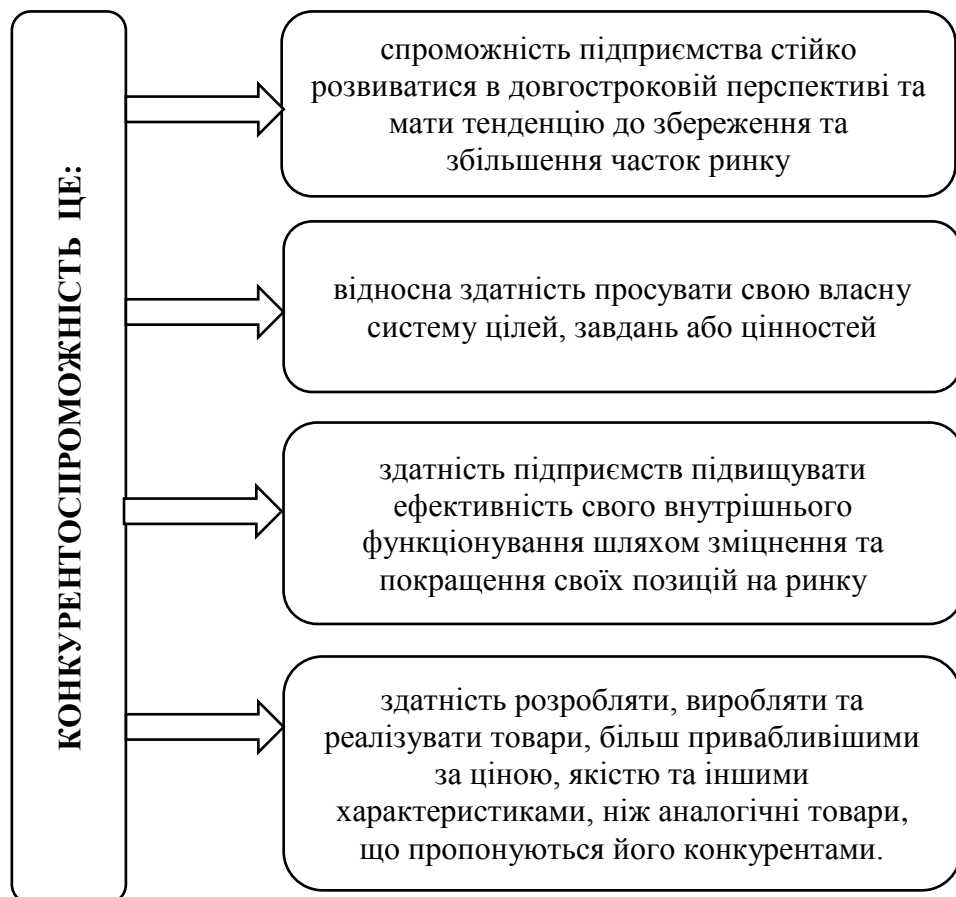 КОНКУРЕНТОСПРОМОЖНІСТЬ ЦЕ:
спроможність підприємства стійко
розвиватися в довгостроковій перспективі та
мати тенденцію до збереження та
збільшення часток ринку
відносна здатність просувати свою власну
систему цілей, завдань або цінностей
здатність підприємств підвищувати
ефективність свого внутрішнього
функціонування шляхом зміцнення та
покращення своїх позицій на ринку
здатність розробляти, виробляти та
реалізувати товари, більш привабливішими
за ціною, якістю та іншими
характеристиками, ніж аналогічні товари,
що пропонуються його конкурентами.